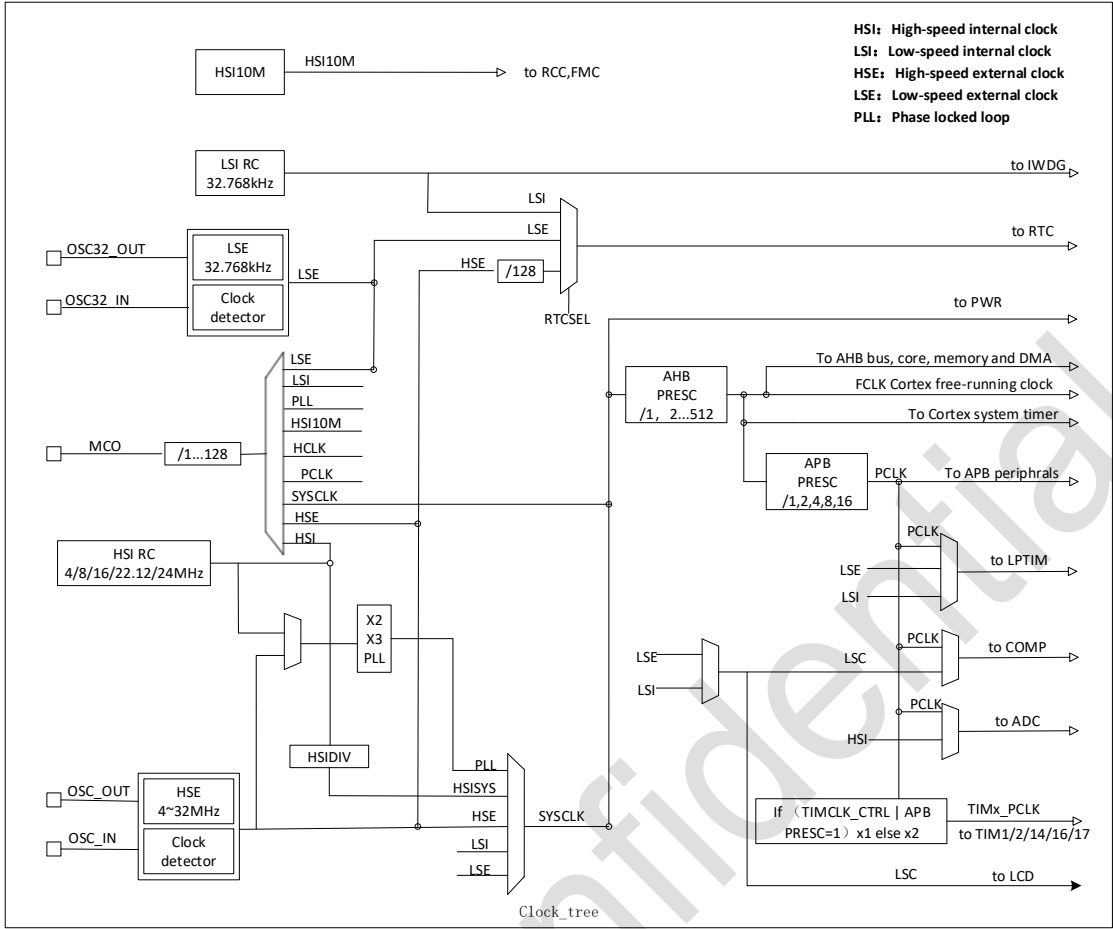 HSI: High-speed internal clock
LSI: Low-speed internal clock
HSE: High-speed external clock
LSE: Low-speed external clock
PLL: Phase locked loop
HSI10M
HSI10M
to RCC,FMC
LSI RC
32.768kHz
to IWDG
LSI
LSE
HSE
/128
RTCSEL
to RTC
OSC32_OUT
OSC32_IN
LSE
32.768kHz
Clock
detector
LSE
to PWR
MCO
/1...128
LSE
LSI
PLL
HSI10M
HCLK
PCLK
SYSCLK
HSE
HSI
AHB
PRESC
/1, 2...512
To AHB bus, core, memory and DMA
FCLK Cortex free-running clock
To Cortex system timer
APB
PRESC
/1,2,4,8,16
PCLK
To APB periphrals
HSI RC
4/8/16/22.12/24MHz
PCLK
LSE
LSI
to LPTIM
X2
X3
PLL
LSE
LSI
LSC
PCLK
to COMP
PCLK
HSI
to ADC
HSIDIV
OSC_OUT
OSC_IN
HSE
4~32MHz
Clock
detector
PLL
HSISYS
HSE
LSI
LSE
SYSCLK
If (TIMCLK_CTRL | APB
PRESC=1) x1 else x2
TIMx_PCLK
to TIM1/2/14/16/17
LSC
to LCD
Clock_tree
nfidential